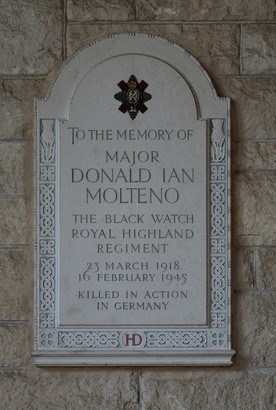 TO THE MEMORY OF
MAJOR
DONALD IAN
MOLTENO
THE BLACK WATCH
ROYAL HIGHLAND
REGIMENT
23 MARCH 1918
16 FEBRUARY 1945
KILLED IN ACTION
IN GERMANY
HD